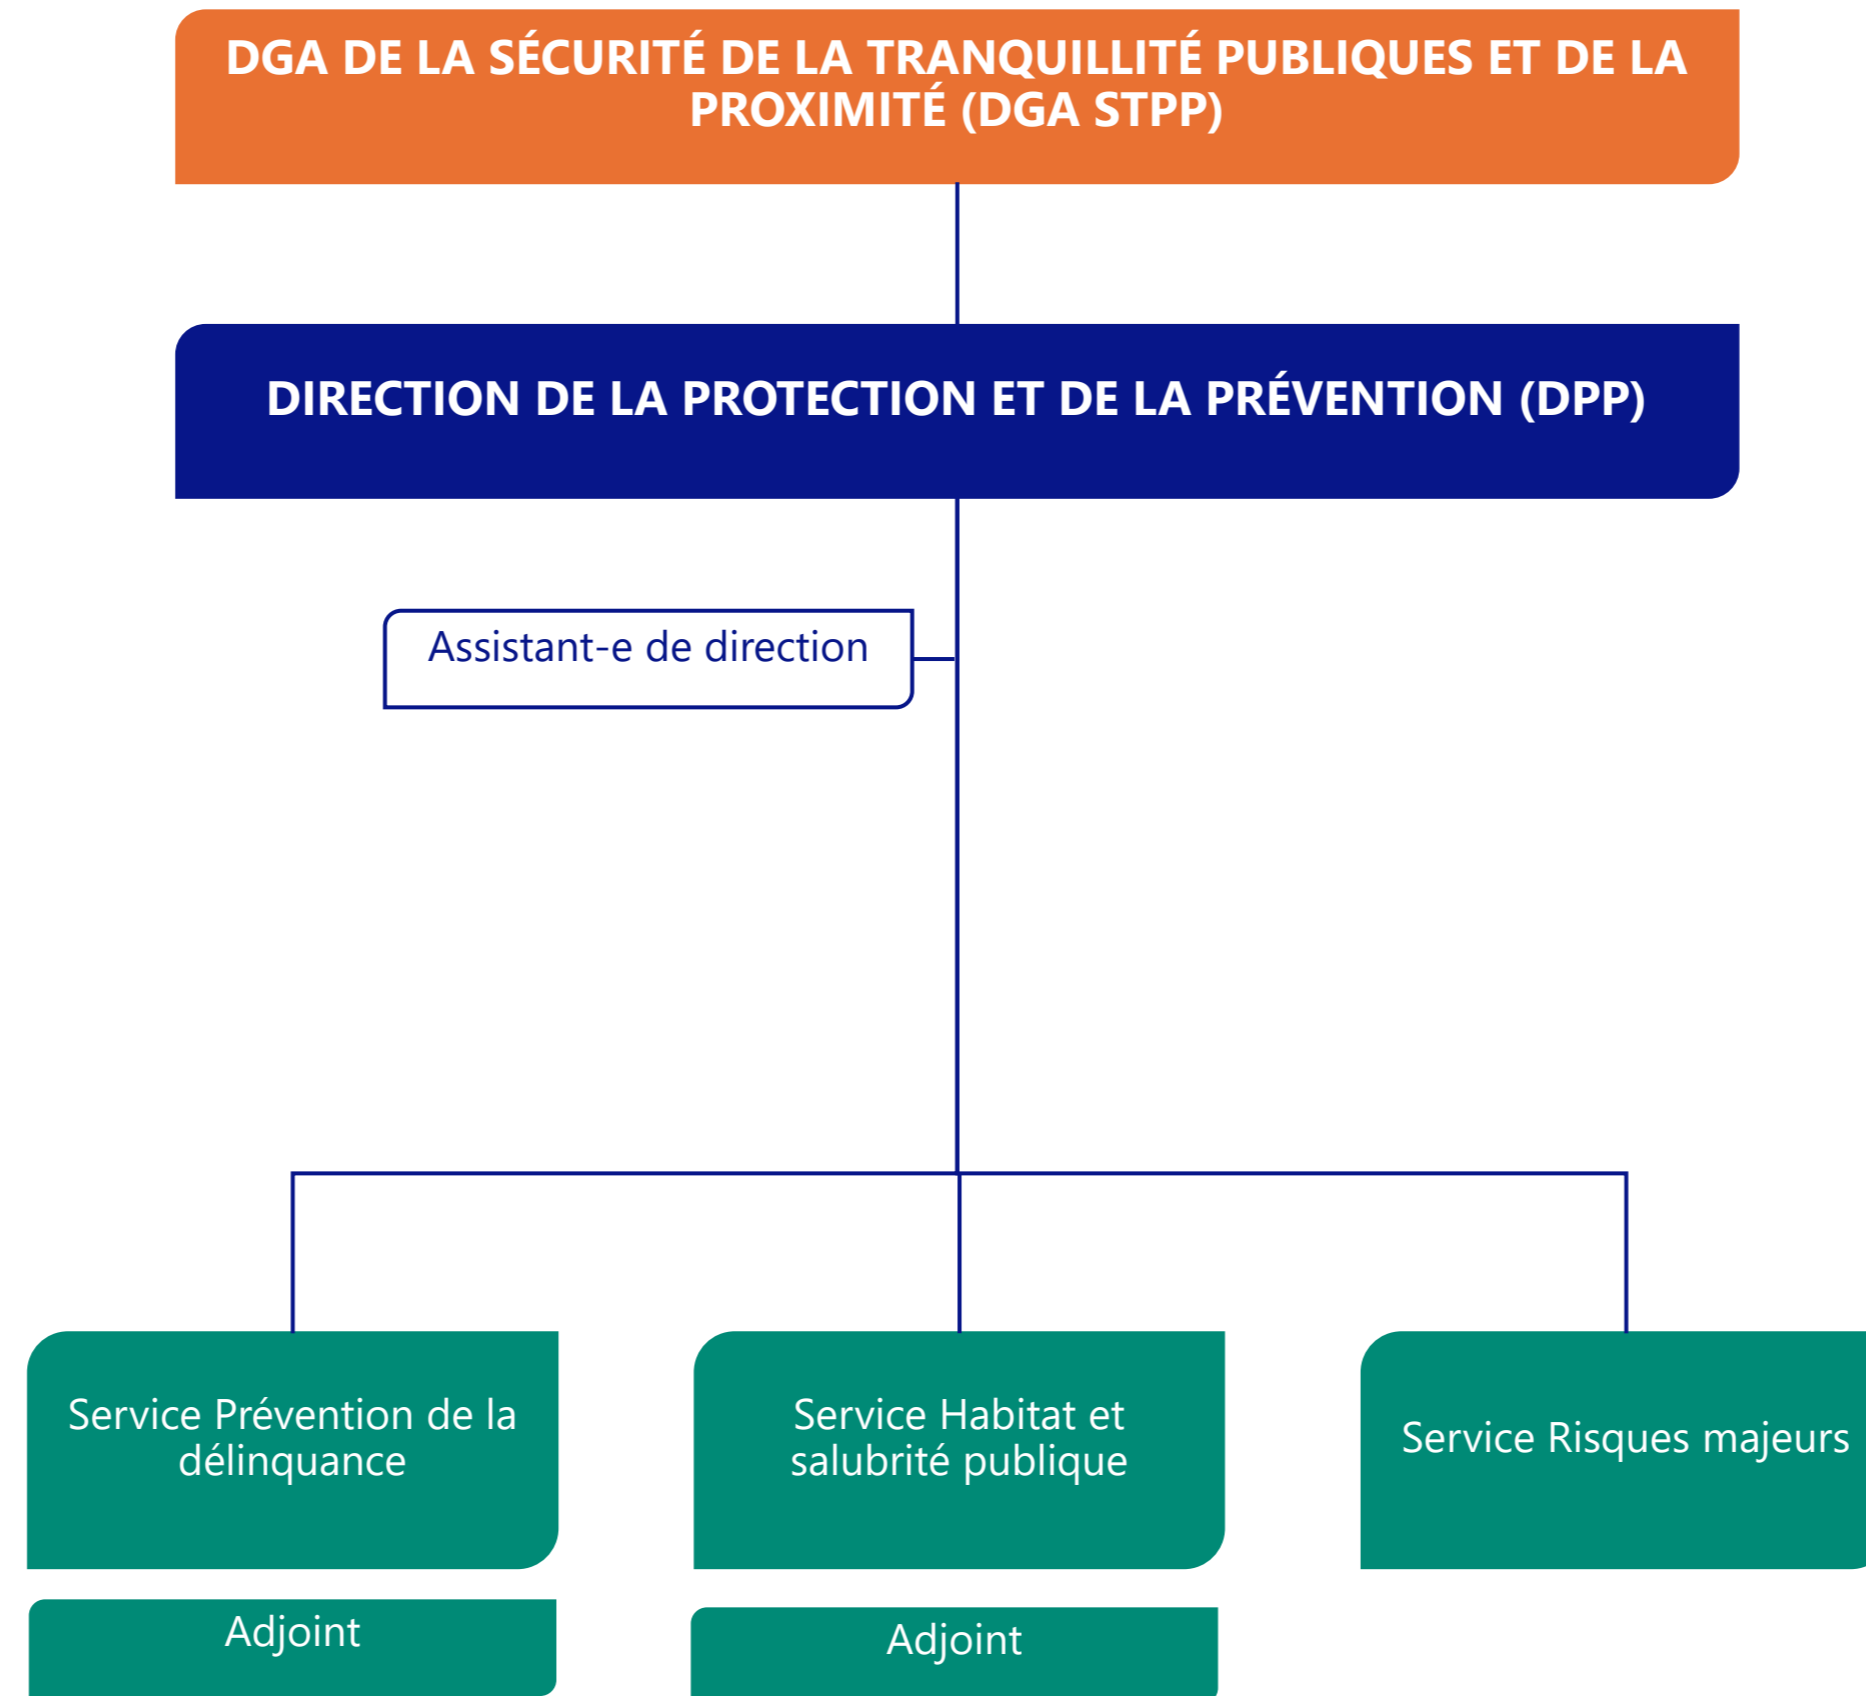 DGA DE LA SÉCURITÉ DE LA TRANQUILLITÉ PUBLIQUES ET DE LA
PROXIMITÉ (DGA STPP)
DIRECTION DE LA PROTECTION ET DE LA PRÉVENTION (DPP)
Assistant-e de direction
Service Prévention de la
délinquance
Service Habitat et
salubrité publique
Service Risques majeurs
Adjoint
Adjoint